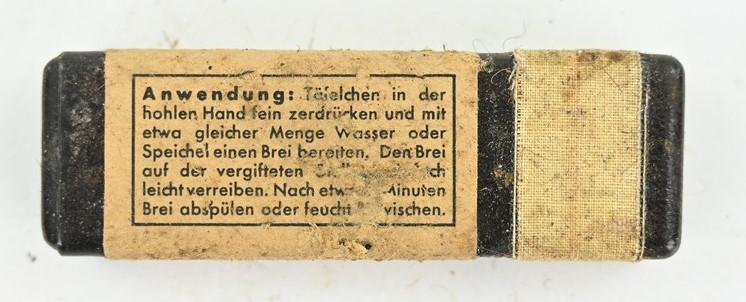 Anwendung: Täfelchen in der
hohlen Hand fein zerdrücken und mit
etwa gleicher Menge Wasser oder
Speichel einen Brei bereiten. Den Brei
auf der vergifteten
leicht verreiben. Nach Minuten
Brei abspülen oder feucht